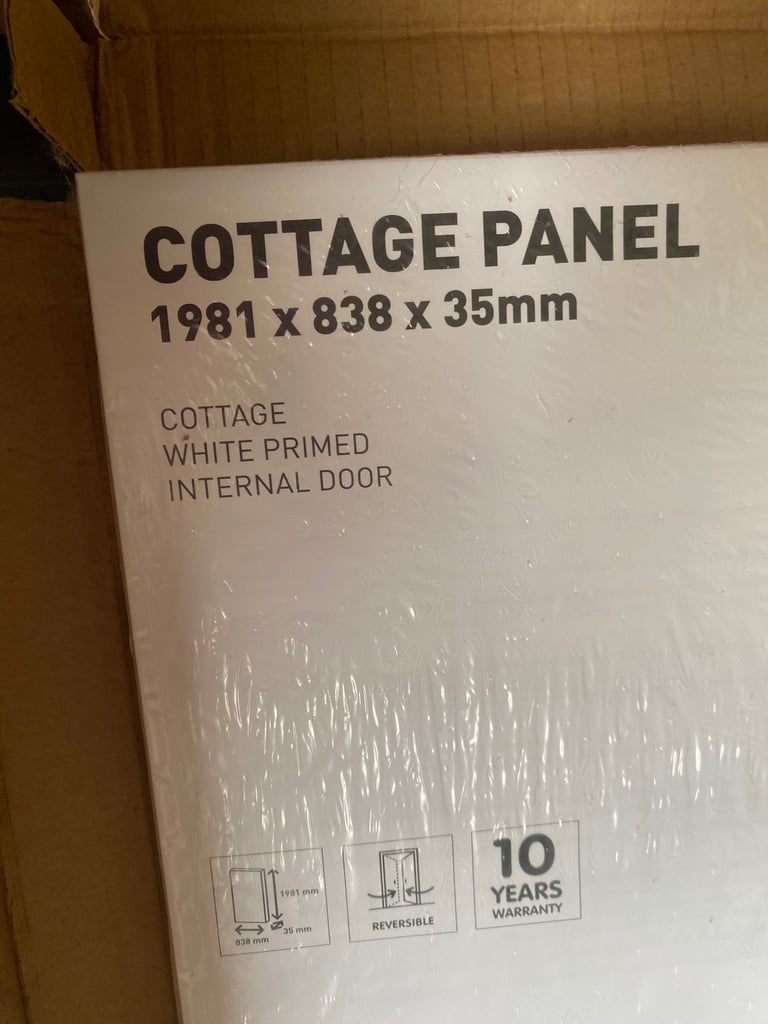 COTTAGE PANEL
1981 x 838 x 35mm
COTTAGE
WHITE PRIMED
INTERNAL DOOR
1981 mm
35 mm
838 mm
REVERSIBLE
10
YEARS
WARRANTY